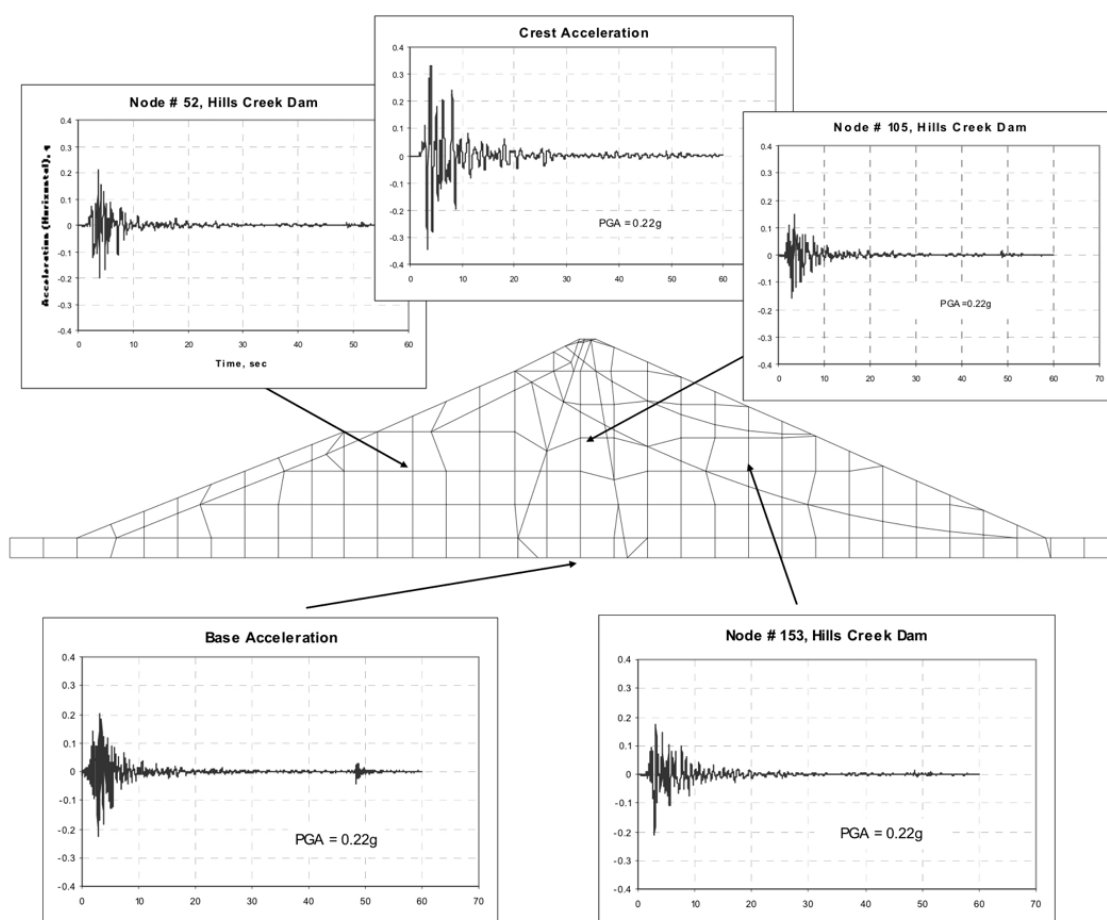 Crest Acceleration
0.4
0.3
0.2
0.1
0
-0.1
-0.2
-0.3
-0.4
0 10 20 30 40 50 60 70
PGA = 0.22g
Node # 52, Hills Creek Dam
Acceleration (Horizontal), g
0.4
0.3
0.2
0.1
0
-0.1
-0.2
-0.3
-0.4
0 10 20 30 40 50 60
Time, sec
Node # 105, Hills Creek Dam
0.4
0.3
0.2
0.1
0
-0.1
-0.2
-0.3
-0.4
0 10 20 30 40 50 60 70
PGA =0.22g
Base Acceleration
0.4
0.3
0.2
0.1
0
-0.1
-0.2
-0.3
-0.4
0 10 20 30 40 50 60 70
PGA = 0.22g
Node # 153, Hills Creek Dam
0.4
0.3
0.2
0.1
0
-0.1
-0.2
-0.3
-0.4
0 10 20 30 40 50 60 70
PGA = 0.22g